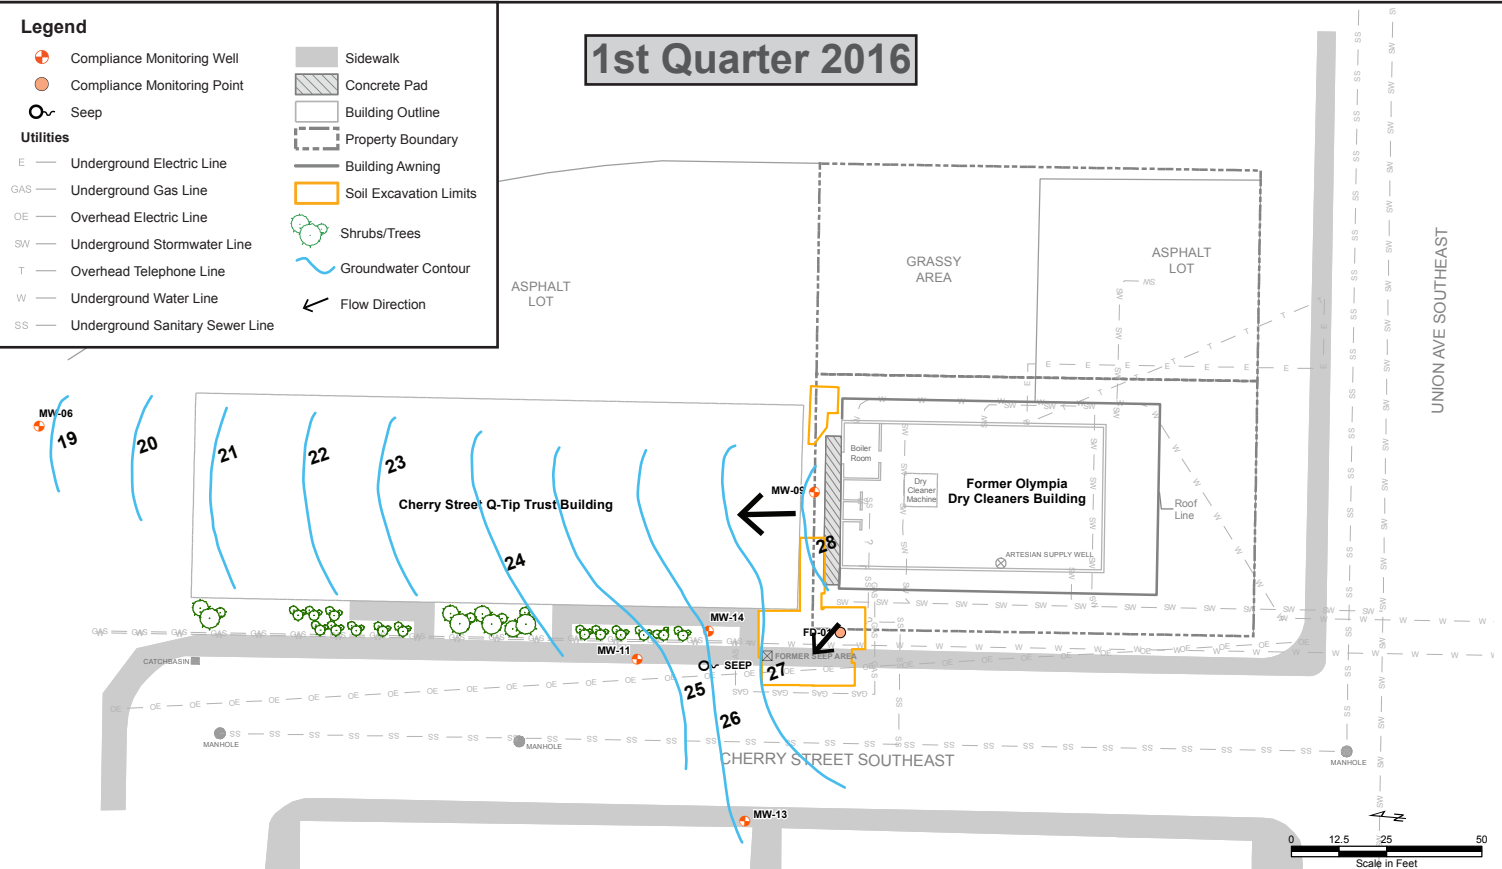 Legend
Compliance Monitoring Well
Compliance Monitoring Point
Seep
Utilities
E Underground Electric Line
GAS Underground Gas Line
OE Overhead Electric Line
SW Underground Stormwater Line
T Overhead Telephone Line
W Underground Water Line
SS Underground Sanitary Sewer Line
Sidewalk
Concrete Pad
Building Outline
Property Boundary
Building Awning
Soil Excavation Limits
Shrubs/Trees
Groundwater Contour
Flow Direction
1st Quarter 2016
ASPHALT
LOT
GRASSY
AREA
ASPHALT
LOT
UNION AVE SOUTHEAST
MW-06
19
20
21
22
23
24
25
26
27
28
Cherry Street Q-Tip Trust Building
MW-09
Boiler
Room
Dry
Cleaner
Machine
Former Olympia
Dry Cleaners Building
Roof
Line
ARTESIAN SUPPLY WELL
MW-14
MW-11
SEEP
FORMER SEEP AREA
CATCHBASIN
MANHOLE
MANHOLE
MANHOLE
CHERRY STREET SOUTHEAST
MW-13
Z
0 12.5 25 50
Scale in Feet